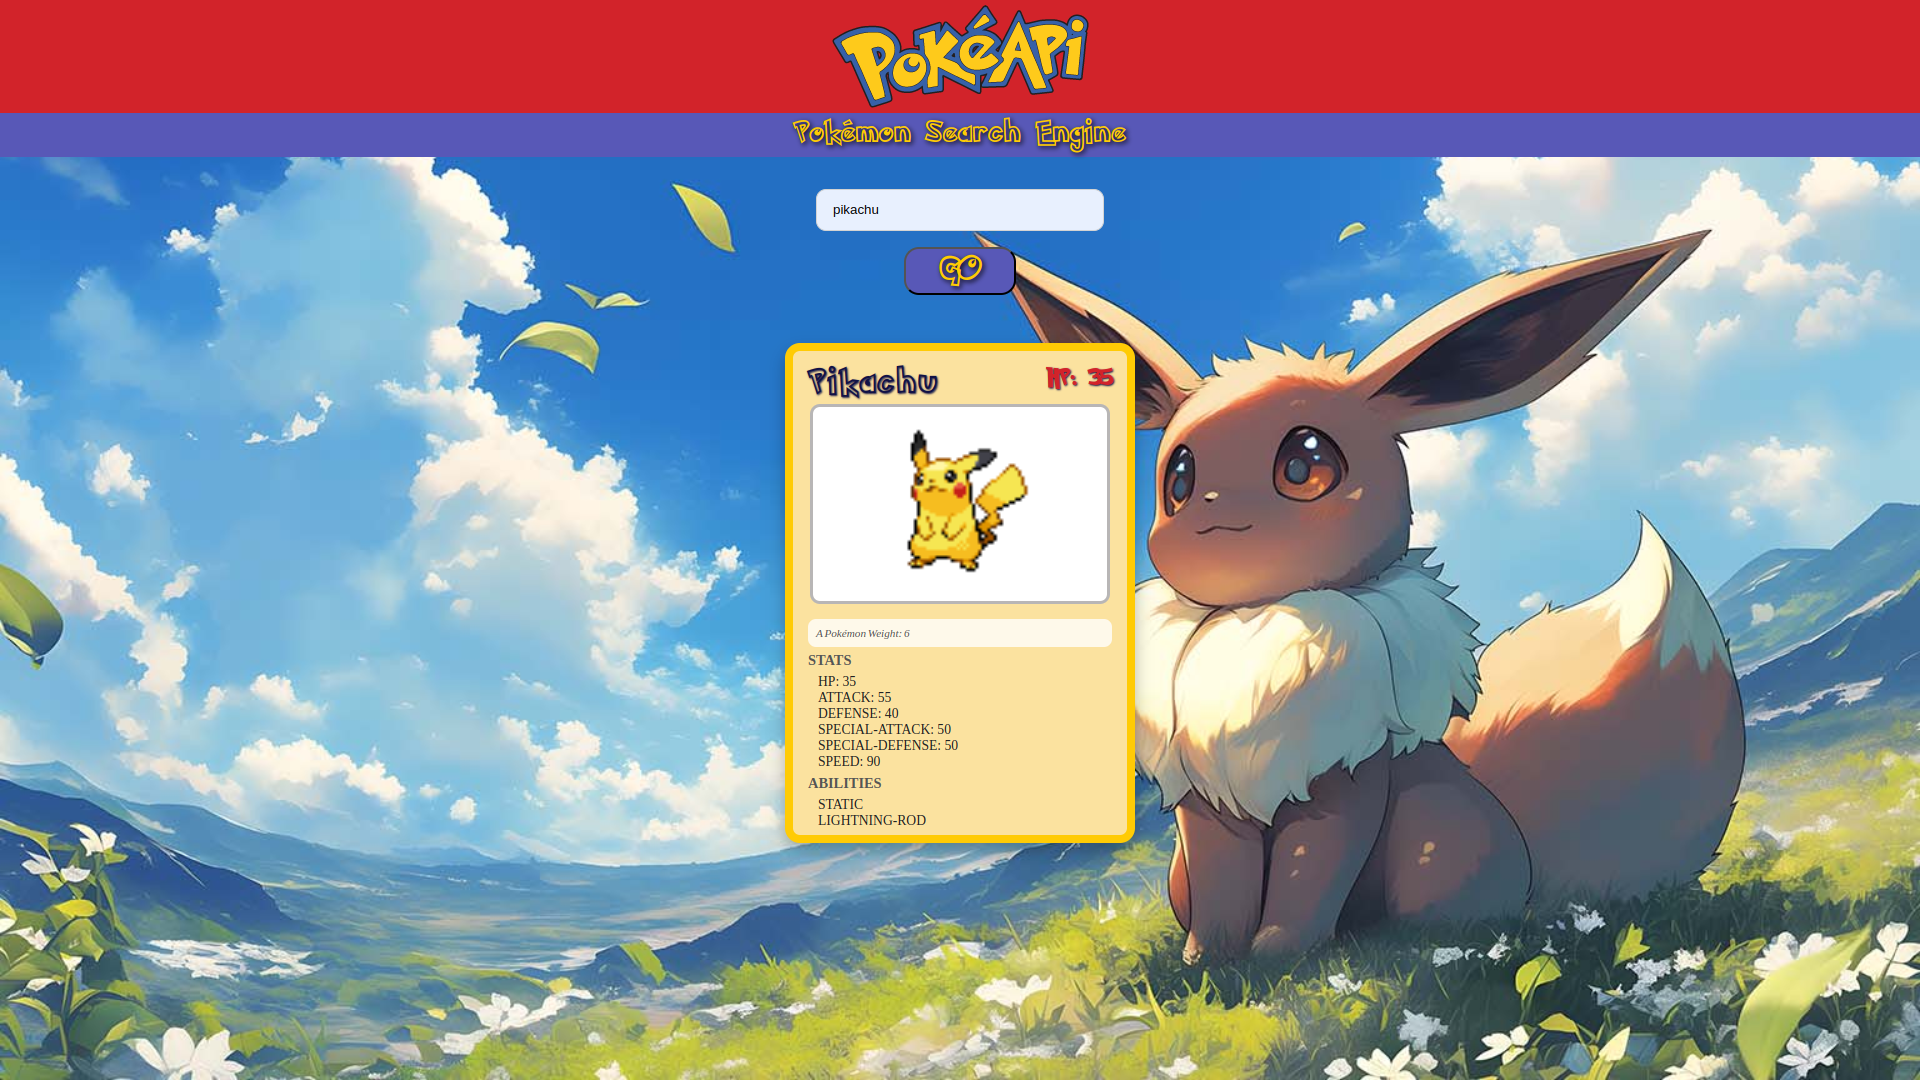 PokéApi
Pokémon Search Engine
pikachu
GO
Pikachu
HP: 35
A Pokémon Weight: 6
STATS
HP: 35
ATTACK: 55
DEFENSE: 40
SPECIAL-ATTACK: 50
SPECIAL-DEFENSE: 50
SPEED: 90
ABILITIES
STATIC
LIGHTNING-ROD